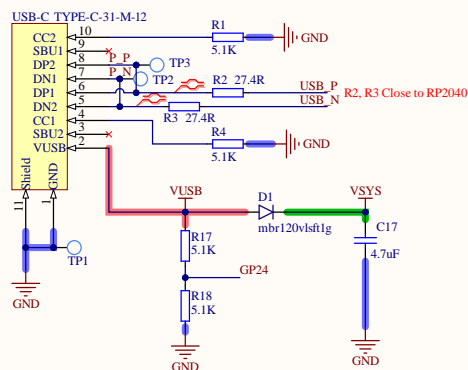 USB-C TYPE-C-31-M-12
CC2 10 R1
SBU1 9 5.1K GND
DP2 8 P_P TP3
DN1 7 P_N TP2
DP1 6 R2 27.4R USB_P R2, R3 Close to RP2040
DN2 5 R3 27.4R USB_N
CC1 4
SBU2 3 R4
VUSB 2 5.1K GND
Shield GND
11 1
VUSB D1 VSYS
mbr120vlsft1g
R17 5.1K
C17 4.7uF
TP1
GP24
GND
R18 5.1K
GND
GND